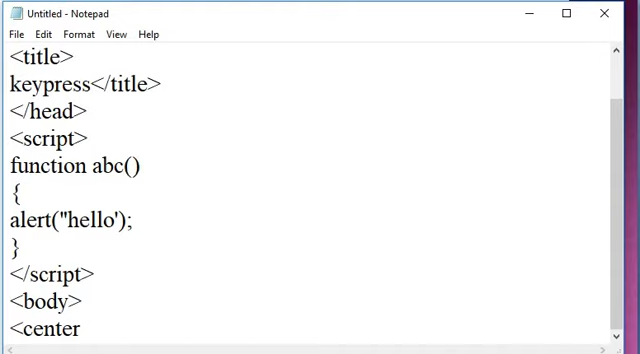 Untitled - Notepad
File Edit Format View Help
<title>
keypress</title>
</head>
<script>
function abc()
{
alert("hello');
}
</script>
<body>
<center